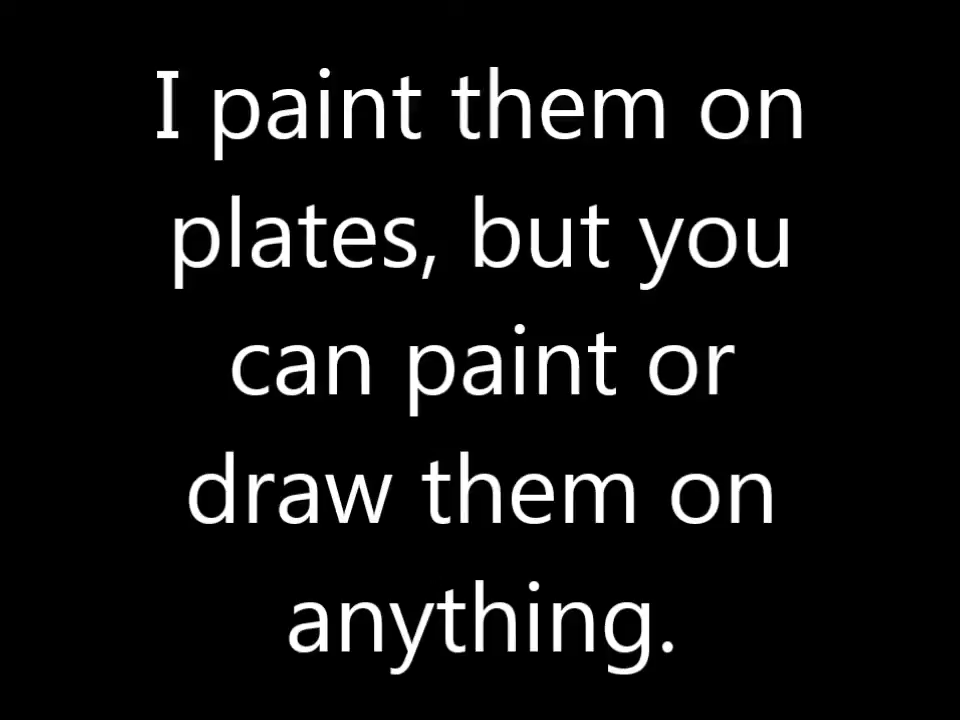 I paint them on
plates, but you
can paint or
draw them on
anything.